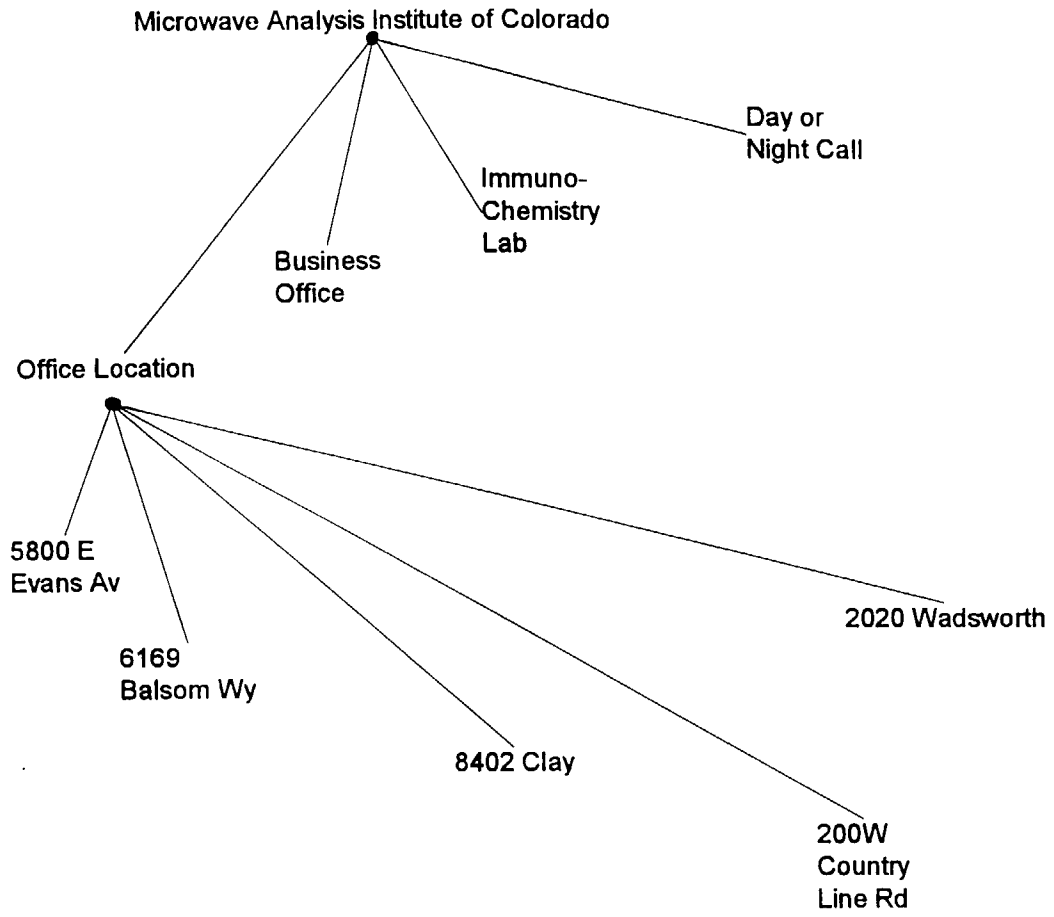 Microwave Analysis Institute of Colorado
Day or
Night Call
Immuno-
Chemistry
Lab
Business
Office
Office Location
5800 E
Evans Av
6169
Balsom Wy
8402 Clay
2020 Wadsworth
200W
Country
Line Rd